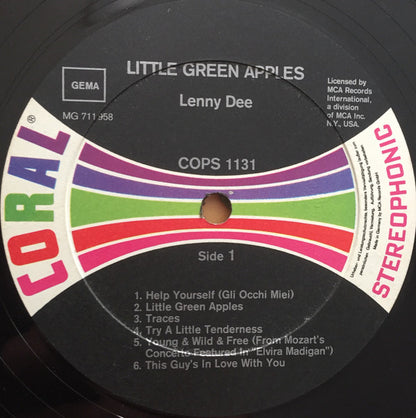 LITTLE GREEN APPLES
GEMA
Lenny Dee
Licensed by
MCA Records
International,
a division
of MCA Inc.
N.Y., USA.
MG 711 958
COPS 1131
CORAL®
STEREOPHONIC
Side 1
1. Help Yourself (Gli Occhi Miei)
2. Little Green Apples
3. Traces
4. Try A Little Tenderness
5. Young & Wild & Free (From Mozart's
Concerto Featured In "Elvira Madigan")
6. This Guy's In Love With You